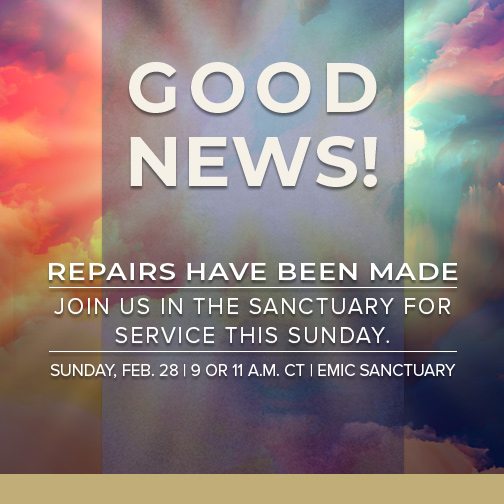 GOOD
NEWS!
REPAIRS HAVE BEEN MADE
JOIN US IN THE SANCTUARY FOR
SERVICE THIS SUNDAY.
SUNDAY, FEB. 28 | 9 OR 11 A.M. CT | EMIC SANCTUARY